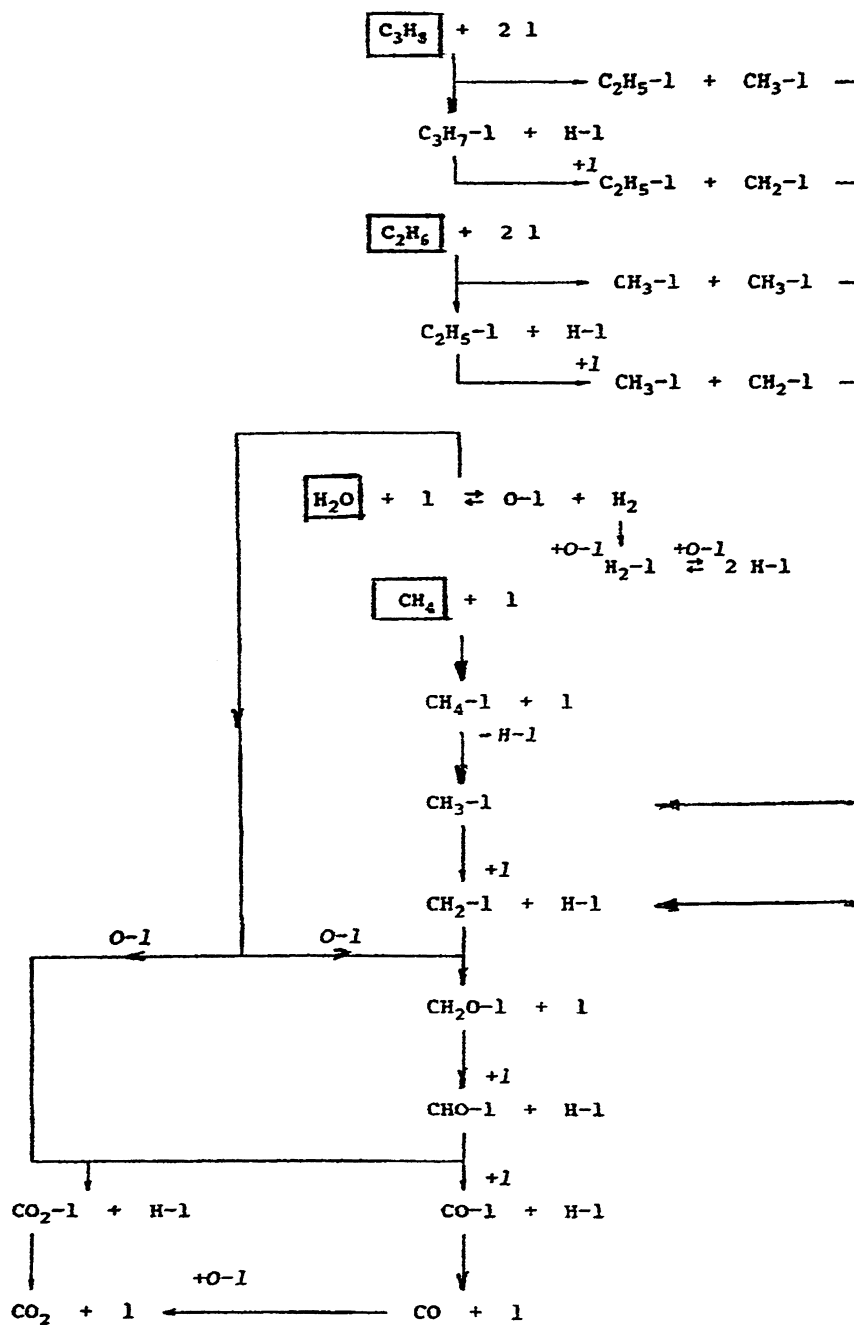 C₃H₈ + 2 l
C₂H₅-l + CH₃-l
C₃H₇-l + H-l
+l
C₂H₅-l + CH₂-l
C₂H₆ + 2 l
CH₃-l + CH₃-l
C₂H₅-l + H-l
+l
CH₃-l + CH₂-l
H₂O + l ⇄ O-l + H₂
+O-l H₂-l +O-l ⇄ 2 H-l
CH₄ + l
CH₄-l + l
-H-l
CH₃-l
+l
CH₂-l + H-l
O-l O-l
CH₂O-l + l
+l
CHO-l + H-l
+l
CO₂-l + H-l CO-l + H-l
+O-l
CO₂ + l CO + l